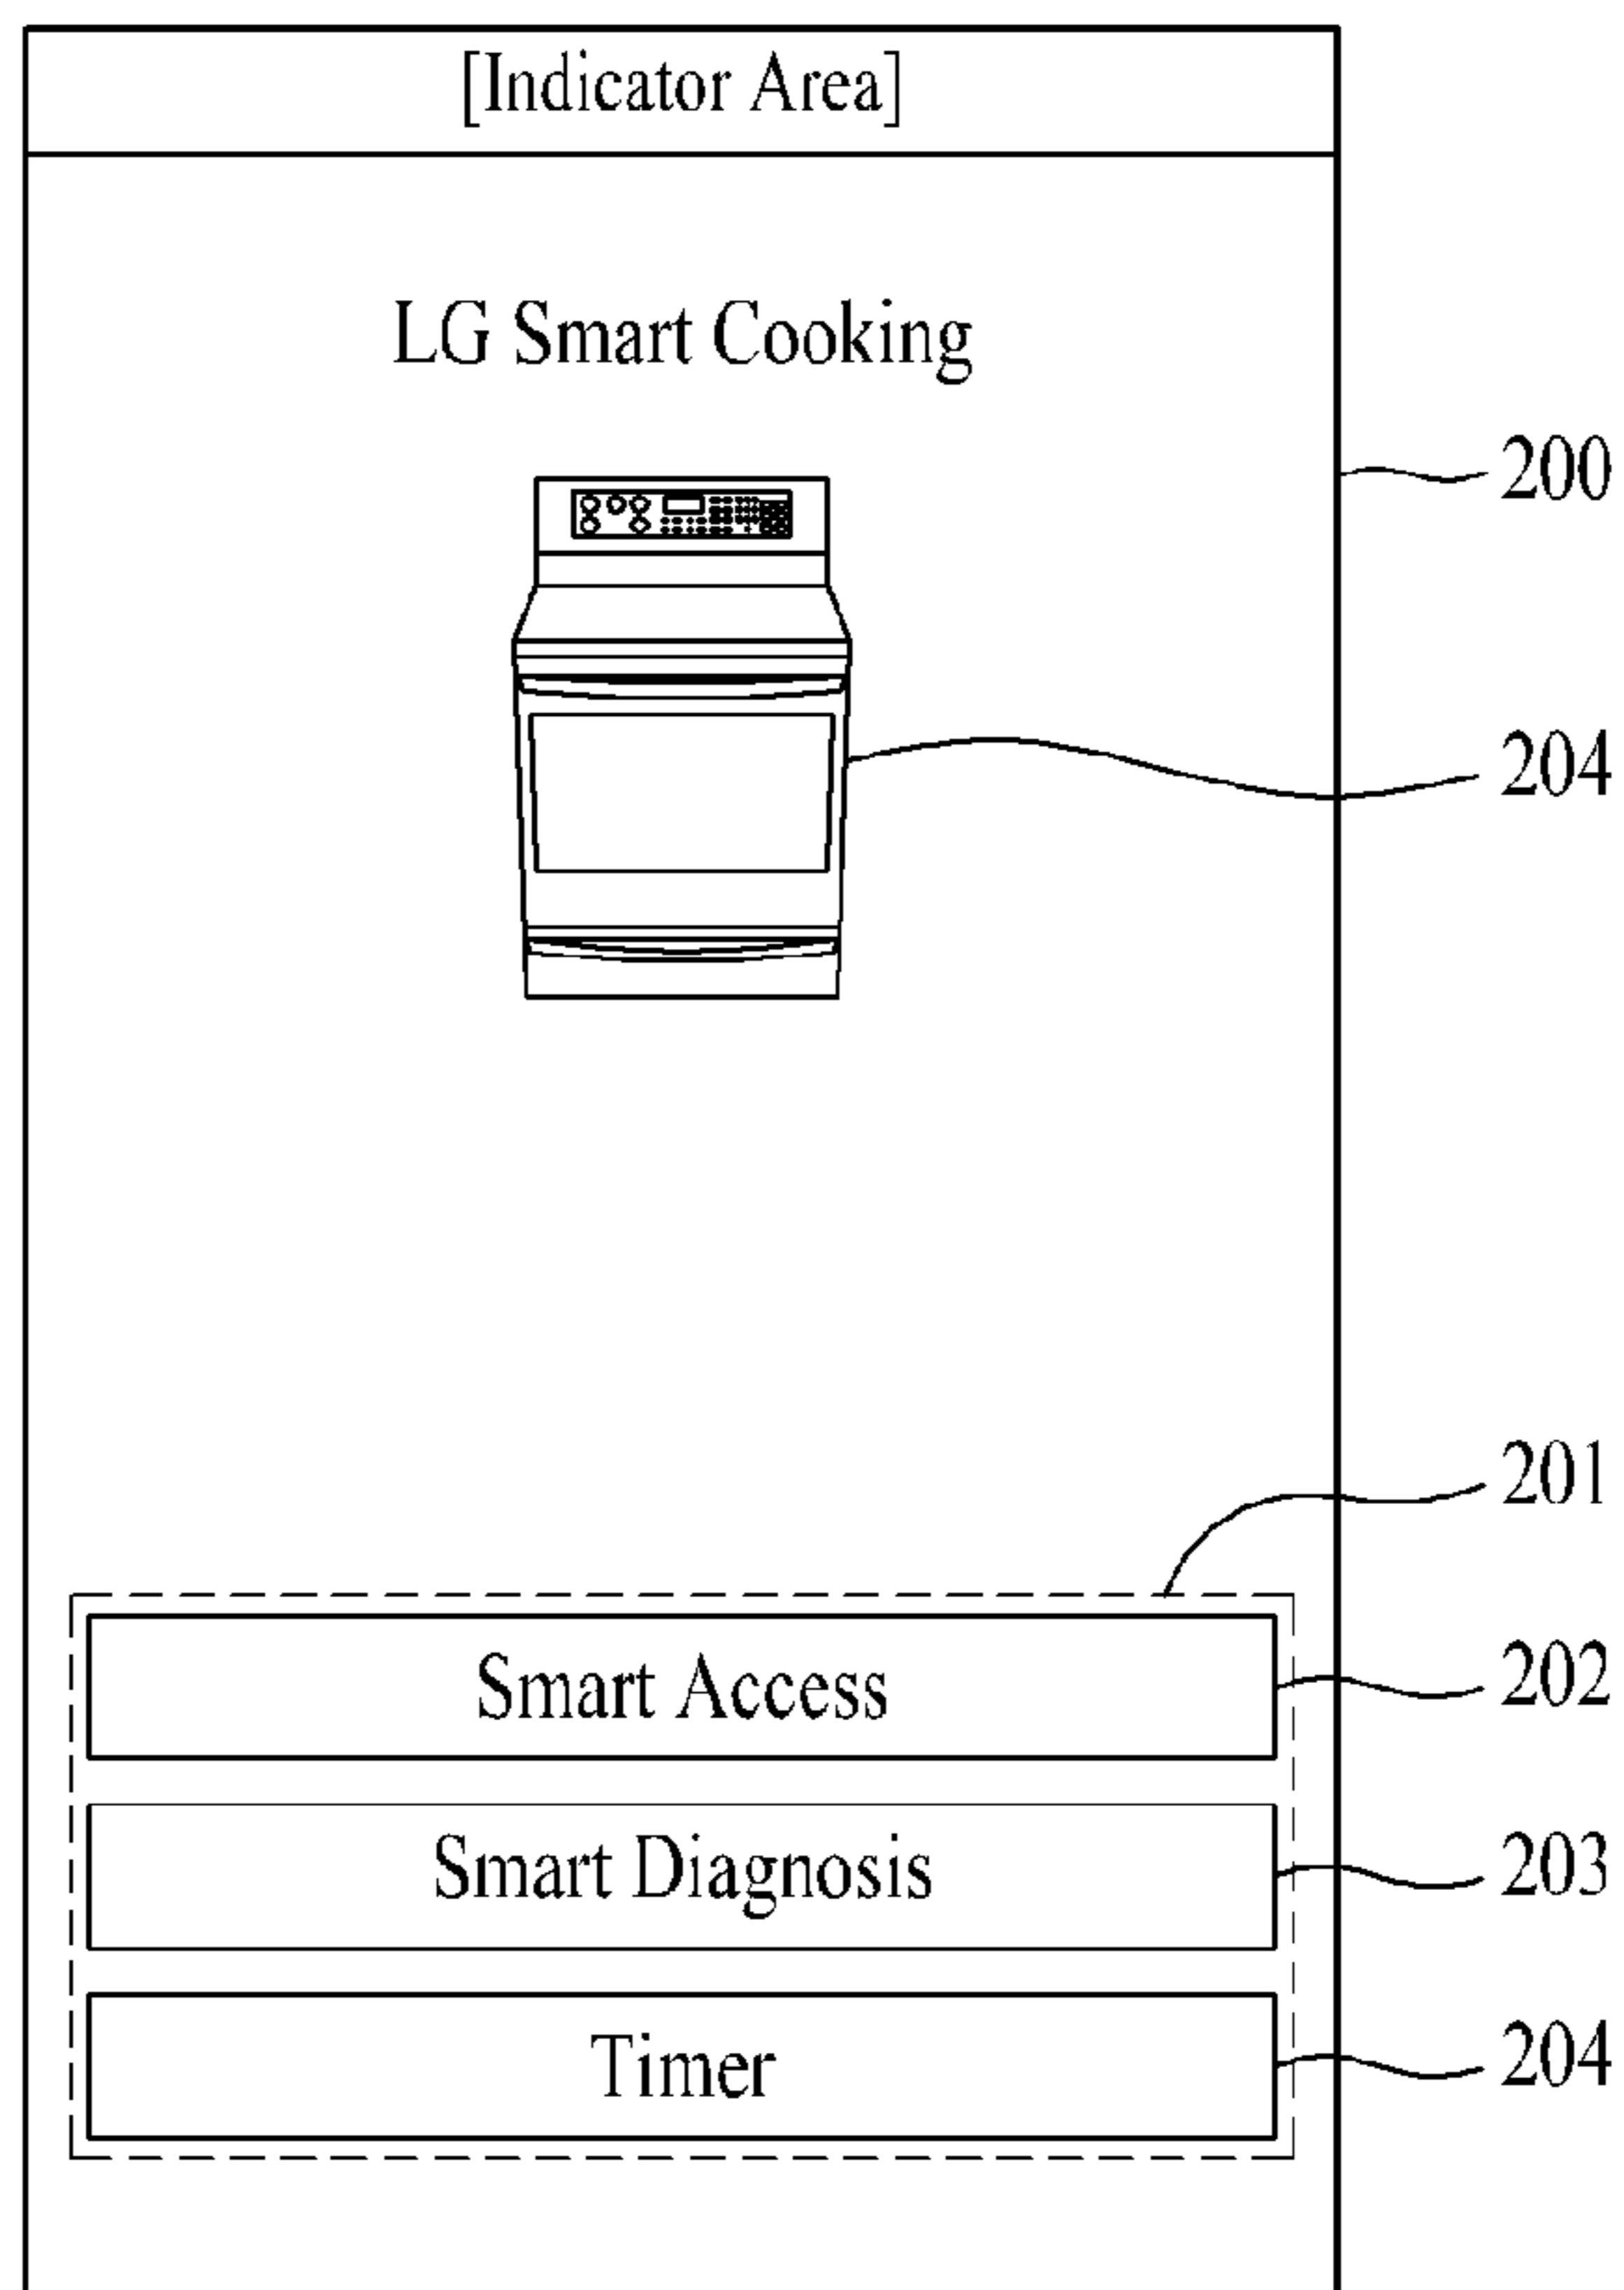 [Indicator Area]
LG Smart Cooking
200
204
201
Smart Access
202
Smart Diagnosis
203
Timer
204